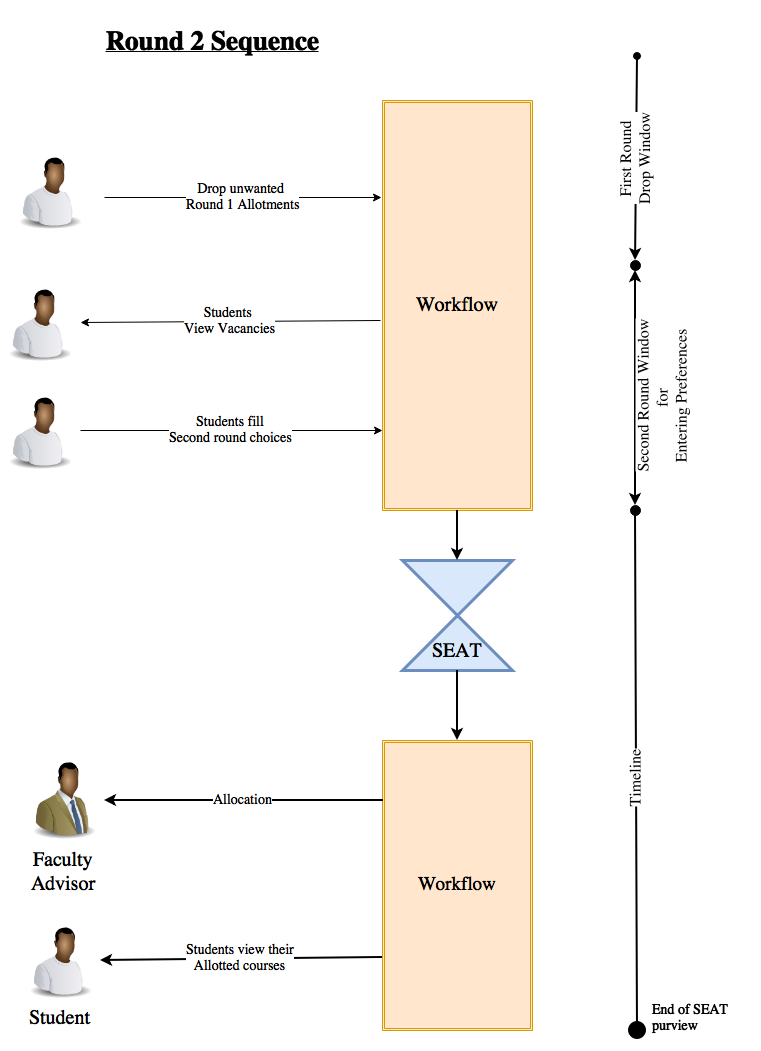 Round 2 Sequence
First Round
Drop Window
Drop unwanted
Round 1 Allotments
Workflow
Students
View Vacancies
Second Round Window
for
Entering Preferences
Students fill
Second round choices
SEAT
Timeline
Allocation
Faculty
Advisor
Workflow
Students view their
Allotted courses
Student
End of SEAT
purview